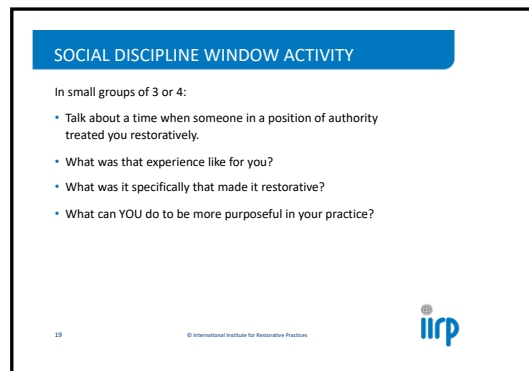 SOCIAL DISCIPLINE WINDOW ACTIVITY
In small groups of 3 or 4:
• Talk about a time when someone in a position of authority
treated you restoratively.
• What was that experience like for you?
• What was it specifically that made it restorative?
• What can YOU do to be more purposeful in your practice?
19
© International Institute for Restorative Practices
iirp